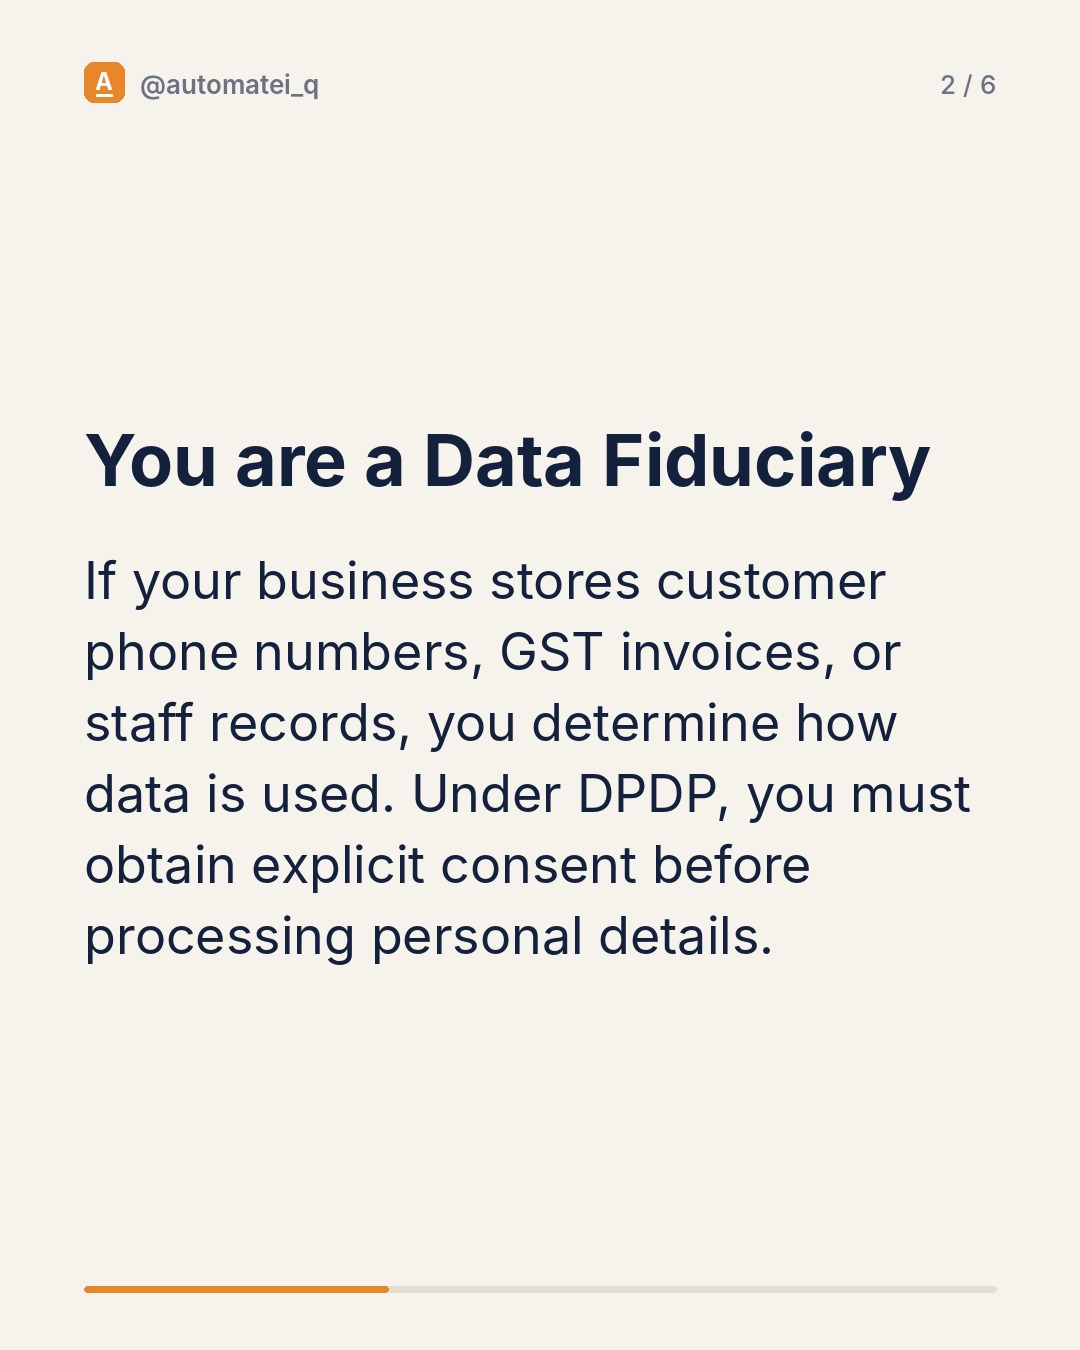 A @automatei_q
2 / 6
You are a Data Fiduciary
If your business stores customer
phone numbers, GST invoices, or
staff records, you determine how
data is used. Under DPDP, you must
obtain explicit consent before
processing personal details.